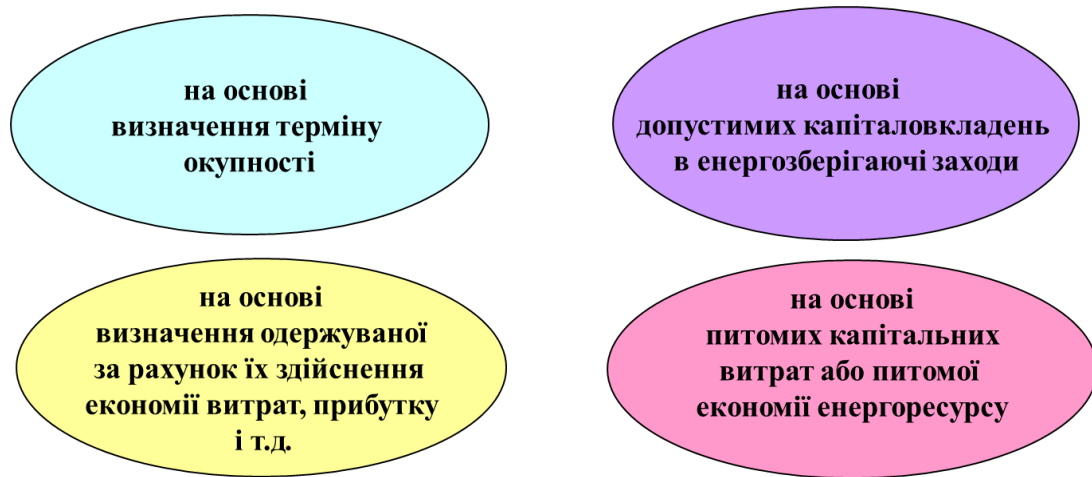 на основі
визначення терміну
окупності
на основі
допустимих капіталовкладень
в енергозберігаючі заходи
на основі
визначення одержуваної
за рахунок їх здійснення
економії витрат, прибутку
і т.д.
на основі
питомих капітальних
витрат або питомої
економії енергоресурсу